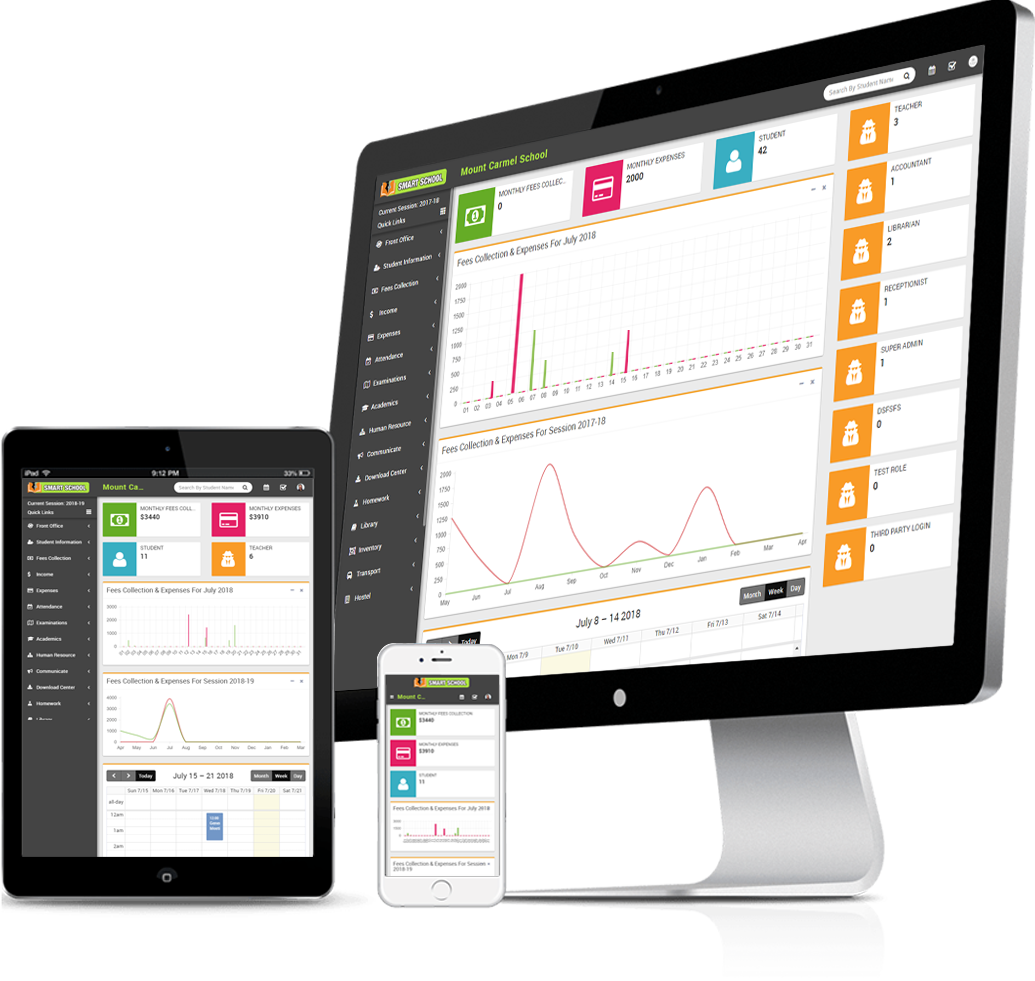 Search By Student Name
Mount Carmel School
SMART SCHOOL
Current Session: 2017-18
Quick Links
Front Office
Student Information
Fees Collection
Income
Expenses
Attendance
Examinations
Academics
Human Resource
Communicate
Download Center
Homework
Library
Inventory
Transport
Hostel
MONTHLY FEES COLLEC..
0
MONTHLY EXPENSES
2000
STUDENT
42
TEACHER
3
ACCOUNTANT
1
LIBRARIAN
2
RECEPTIONIST
1
SUPER ADMIN
1
DSFSFS
0
TEST ROLE
0
THIRD PARTY LOGIN
0
Fees Collection & Expenses For July 2018
2000
1750
1500
1250
1000
750
500
250
0
01 02 03 04 05 06 07 08 09 10 11 12 13 14 15 16 17 18 19 20 21 22 23 24 25 26 27 28 29 30 31
Fees Collection & Expenses For Session 2017-18
2000
1750
1500
1250
1000
750
500
250
0
May Jun Jul Aug Sep Oct Nov Dec Jan Feb Mar Apr
Today
July 8 – 14 2018
Month Week Day
Mon 7/9 Tue 7/10 Wed 7/11 Thu 7/12 Fri 7/13 Sat 7/14
iPad 9:12 PM 33%
SMART SCHOOL Mount Ca... Search By Student Name
Current Session: 2018-19
Quick Links
Front Office
Student Information
Fees Collection
Income
Expenses
Attendance
Examinations
Academics
Human Resource
Communicate
Download Center
Homework
MONTHLY FEES COLL...
$3440
MONTHLY EXPENSES
$3910
STUDENT
11
TEACHER
6
Fees Collection & Expenses For July 2018
3000
2000
1000
0
Fees Collection & Expenses For Session 2018-19
4000
3000
2000
1000
0
Apr May Jun Jul Aug Sep Oct Nov Dec Jan Feb Mar
Today July 15 – 21 2018 Month Week Day
Sun 7/15 Mon 7/16 Tue 7/17 Wed 7/18 Thu 7/19 Fri 7/20 Sat 7/21
all-day
12am
1am
2am
SMART SCHOOL
Mount C...
MONTHLY FEES COLLECTION
$3440
MONTHLY EXPENSES
$3910
STUDENT
11
Fees Collection & Expenses For July 2018
Fees Collection & Expenses For Session
2018-19